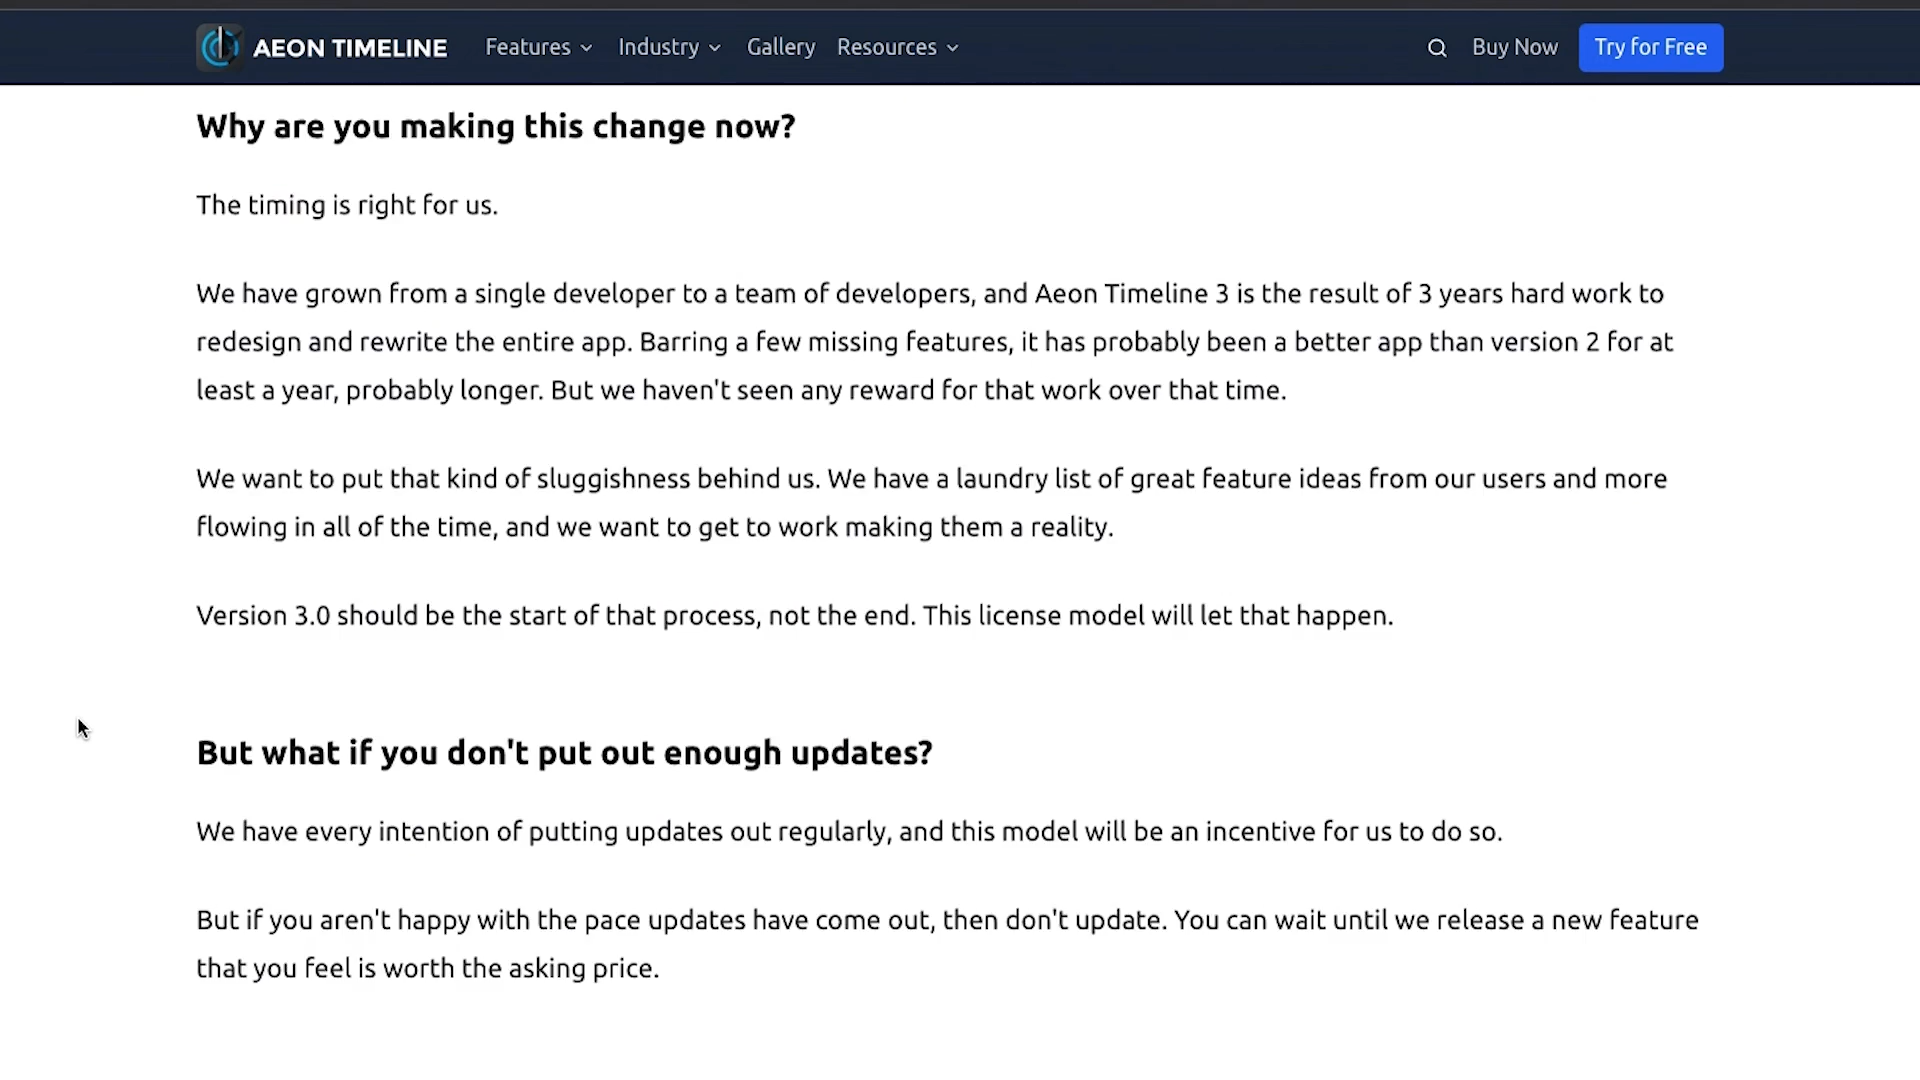 AEON TIMELINE Features Industry Gallery Resources Buy Now Try for Free
Why are you making this change now?
The timing is right for us.
We have grown from a single developer to a team of developers, and Aeon Timeline 3 is the result of 3 years hard work to
redesign and rewrite the entire app. Barring a few missing features, it has probably been a better app than version 2 for at
least a year, probably longer. But we haven't seen any reward for that work over that time.
We want to put that kind of sluggishness behind us. We have a laundry list of great feature ideas from our users and more
flowing in all of the time, and we want to get to work making them a reality.
Version 3.0 should be the start of that process, not the end. This license model will let that happen.
But what if you don't put out enough updates?
We have every intention of putting updates out regularly, and this model will be an incentive for us to do so.
But if you aren't happy with the pace updates have come out, then don't update. You can wait until we release a new feature
that you feel is worth the asking price.